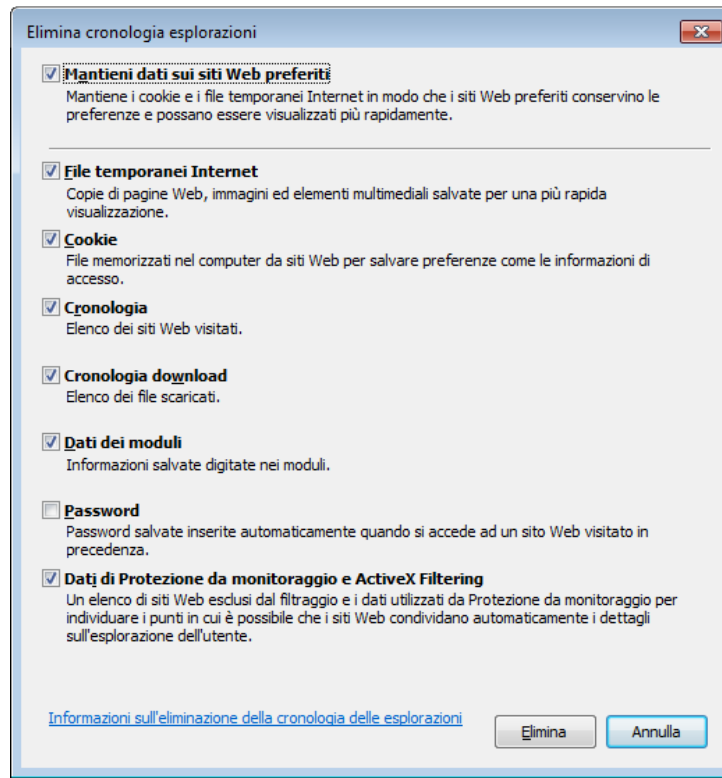 Elimina cronologia esplorazioni
Mantieni dati sui siti Web preferiti
Mantiene i cookie e i file temporanei Internet in modo che i siti Web preferiti conservino le
preferenze e possano essere visualizzati più rapidamente.
File temporanei Internet
Copie di pagine Web, immagini ed elementi multimediali salvate per una più rapida
visualizzazione.
Cookie
File memorizzati nel computer da siti Web per salvare preferenze come le informazioni di
accesso.
Cronologia
Elenco dei siti Web visitati.
Cronologia download
Elenco dei file scaricati.
Dati dei moduli
Informazioni salvate digitate nei moduli.
Password
Password salvate inserite automaticamente quando si accede ad un sito Web visitato in
precedenza.
Dati di Protezione da monitoraggio e ActiveX Filtering
Un elenco di siti Web esclusi dal filtraggio e i dati utilizzati da Protezione da monitoraggio per
individuare i punti in cui è possibile che i siti Web condividano automaticamente i dettagli
sull'esplorazione dell'utente.
Informazioni sull'eliminazione della cronologia delle esplorazioni
Elimina
Annulla